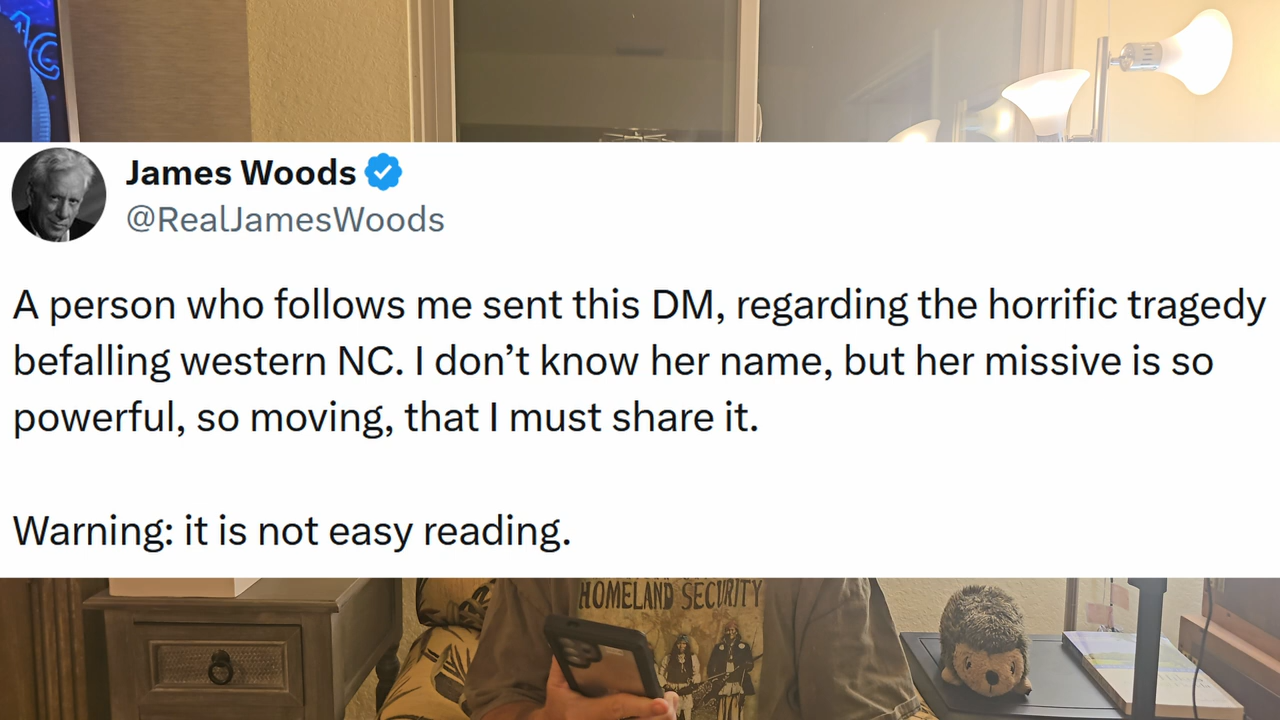 AC
James Woods
@RealJamesWoods
A person who follows me sent this DM, regarding the horrific tragedy
befalling western NC. I don’t know her name, but her missive is so
powerful, so moving, that I must share it.
Warning: it is not easy reading.
HOMELAND SECURITY